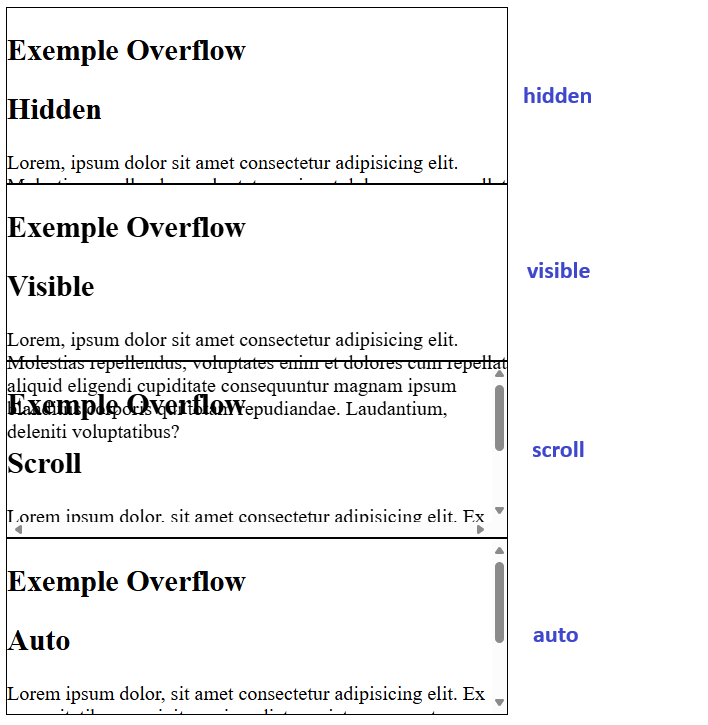 Exemple Overflow
Hidden
hidden
Lorem, ipsum dolor sit amet consectetur adipisicing elit.
Exemple Overflow
visible
Visible
Lorem, ipsum dolor sit amet consectetur adipisicing elit.
Molestias repellendus, voluptates enim et dolores cum repellat
aliquid eligendi cupiditate consequuntur magnam ipsum
Exemple Overflow
blanditiis corporis qui totam repudiandae. Laudantium,
deleniti voluptatibus?
scroll
Scroll
Lorem ipsum dolor, sit amet consectetur adipisicing elit. Ex
Exemple Overflow
auto
Auto
Lorem ipsum dolor, sit amet consectetur adipisicing elit. Ex